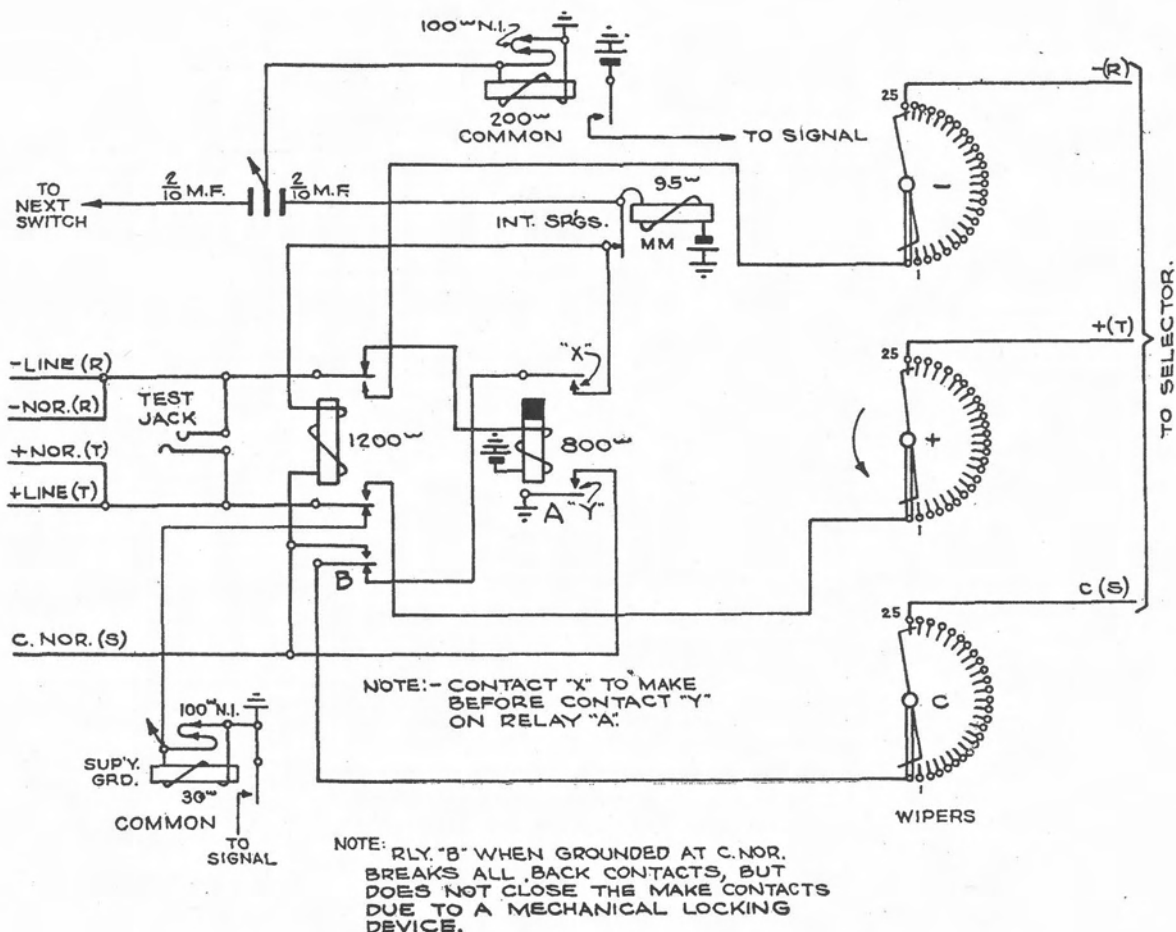 100ω N.I.
200ω
COMMON
TO SIGNAL
25
-(R)
-
1
TO
NEXT
SWITCH
2/10 M.F.
2/10 M.F.
INT. SP'GS.
9.5ω
MM
-LINE (R)
-NOR. (R)
+NOR. (T)
+LINE (T)
TEST
JACK
1200ω
"X"
800ω
A "Y"
B
25
+(T)
+
1
TO SELECTOR.
C. NOR. (S)
25
C (S)
C
1
WIPERS
NOTE:- CONTACT "X" TO MAKE
BEFORE CONTACT "Y"
ON RELAY "A".
100ω N.I.
SUP'Y.
GRD.
30ω
COMMON
TO
SIGNAL
NOTE: RLY. "B" WHEN GROUNDED AT C. NOR.
BREAKS ALL BACK CONTACTS, BUT
DOES NOT CLOSE THE MAKE CONTACTS
DUE TO A MECHANICAL LOCKING
DEVICE.